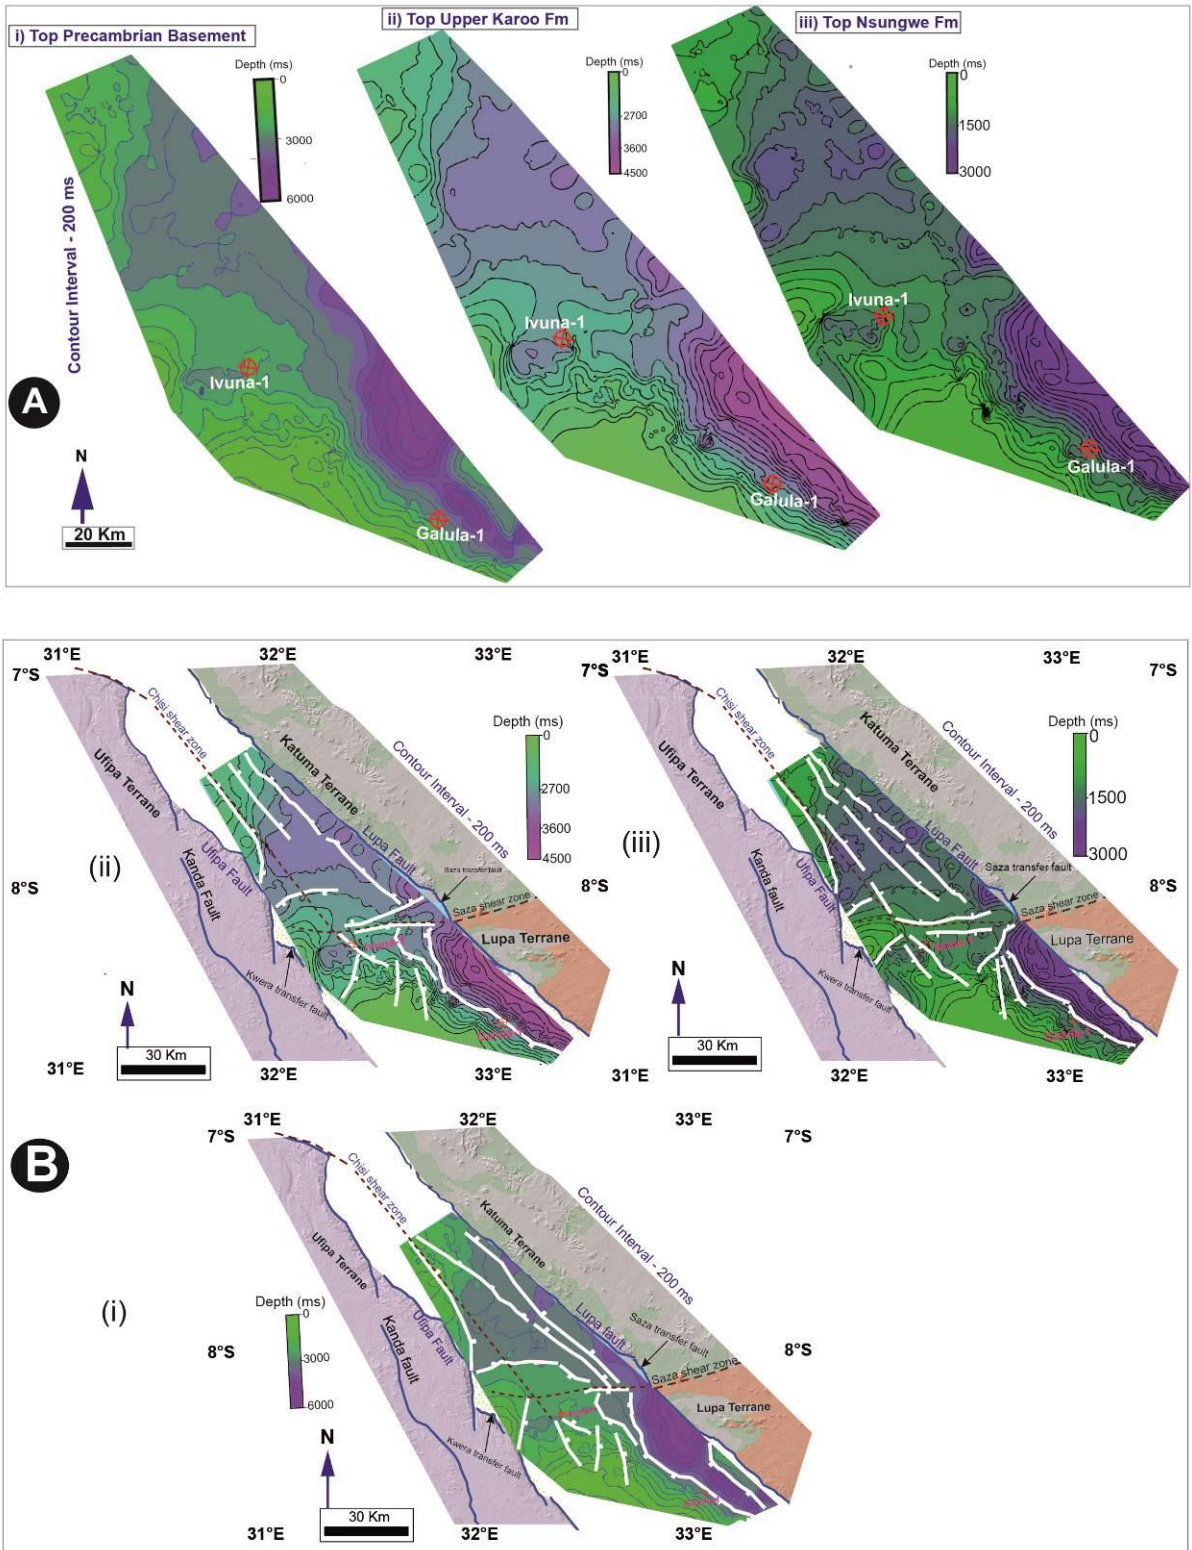 i) Top Precambrian Basement
ii) Top Upper Karoo Fm
iii) Top Nsungwe Fm
Depth (ms)
0
3000
6000
Depth (ms)
0
2700
3600
4500
Depth (ms)
0
1500
3000
Contour Interval - 200 ms
Ivuna-1
Galula-1
Ivuna-1
Galula-1
Ivuna-1
Galula-1
A
N
20 Km
31°E
32°E
33°E
7°S
7°S
8°S
8°S
Chisi shear zone
Ufipa Terrane
Katuma Terrane
Contour Interval - 200 ms
Depth (ms)
0
2700
3600
4500
(ii)
Ufipa Fault
Kanda Fault
Lupa Fault
Saza transfer fault
Saza shear zone
Lupa Terrane
Ivuna-1
Kwera transfer fault
N
30 Km
31°E
32°E
33°E
31°E
32°E
33°E
7°S
Chisi shear zone
Ufipa Terrane
Katuma Terrane
Contour Interval - 200 ms
Depth (ms)
0
1500
3000
(iii)
Ufipa Fault
Kanda fault
Lupa Fault
Saza transfer fault
8°S
Saza shear zone
Lupa Terrane
Kwera transfer fault
N
30 Km
31°E
32°E
33°E
B
31°E
32°E
33°E
7°S
7°S
Chisi shear zone
Ufipa Terrane
Katuma Terrane
Contour Interval - 200 ms
Depth (ms)
0
3000
6000
(i)
8°S
8°S
Ufipa Fault
Kanda fault
Lupa fault
Saza transfer fault
Saza shear zone
Lupa Terrane
Kwera transfer fault
N
30 Km
31°E
32°E
33°E